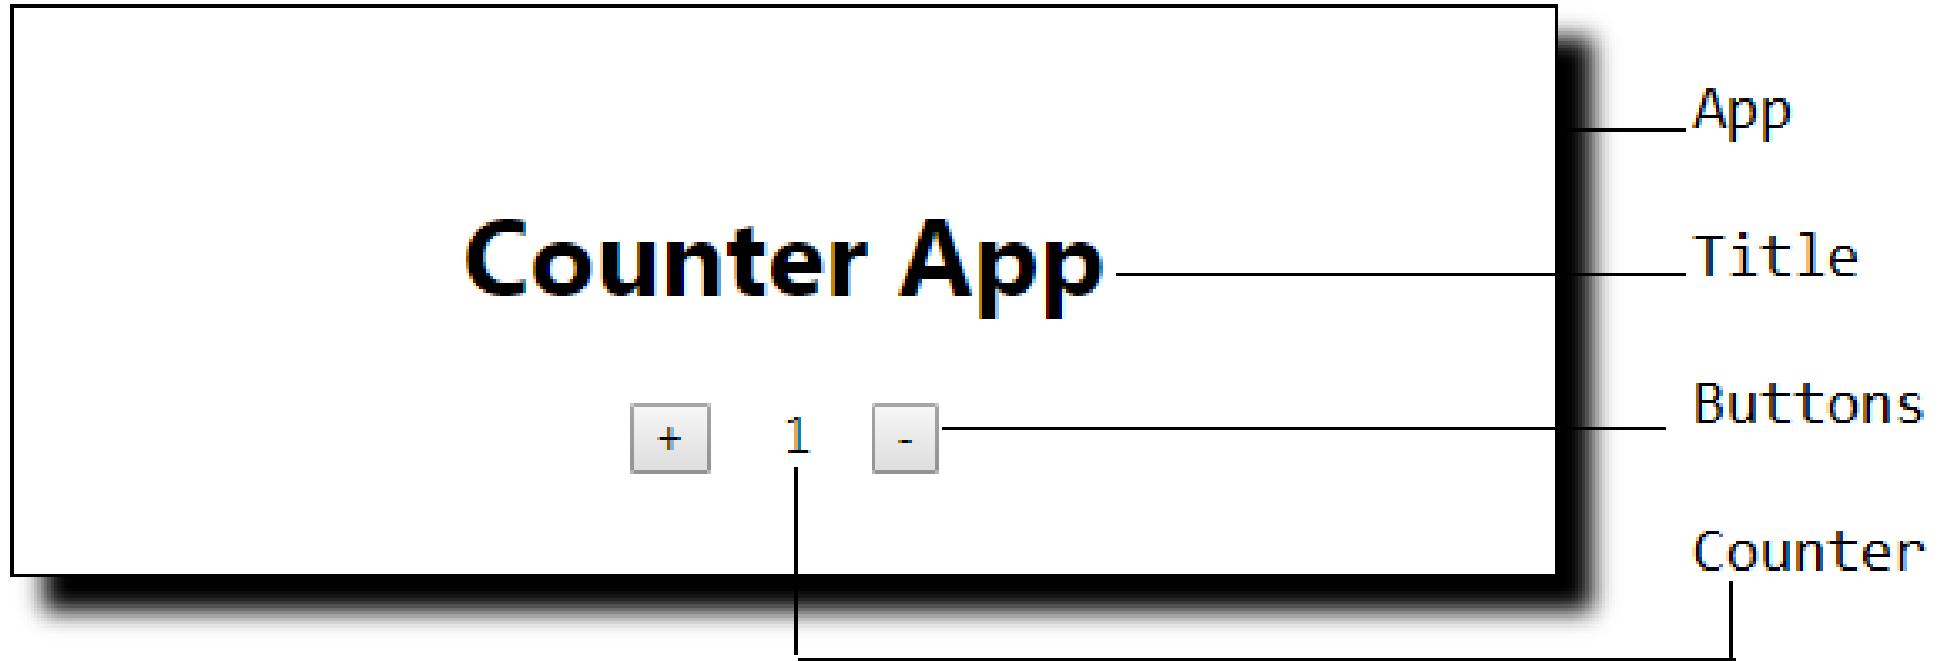 App
Counter App
Title
+ 1 -
Buttons
Counter